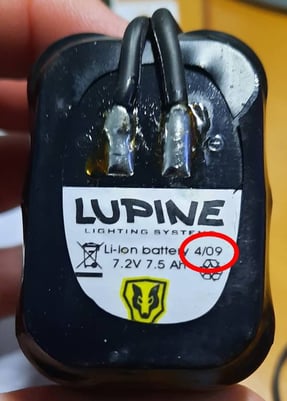 LUPINE
LIGHTING SYSTEMS
Li-Ion battery 4/09
7.2V 7.5 AH